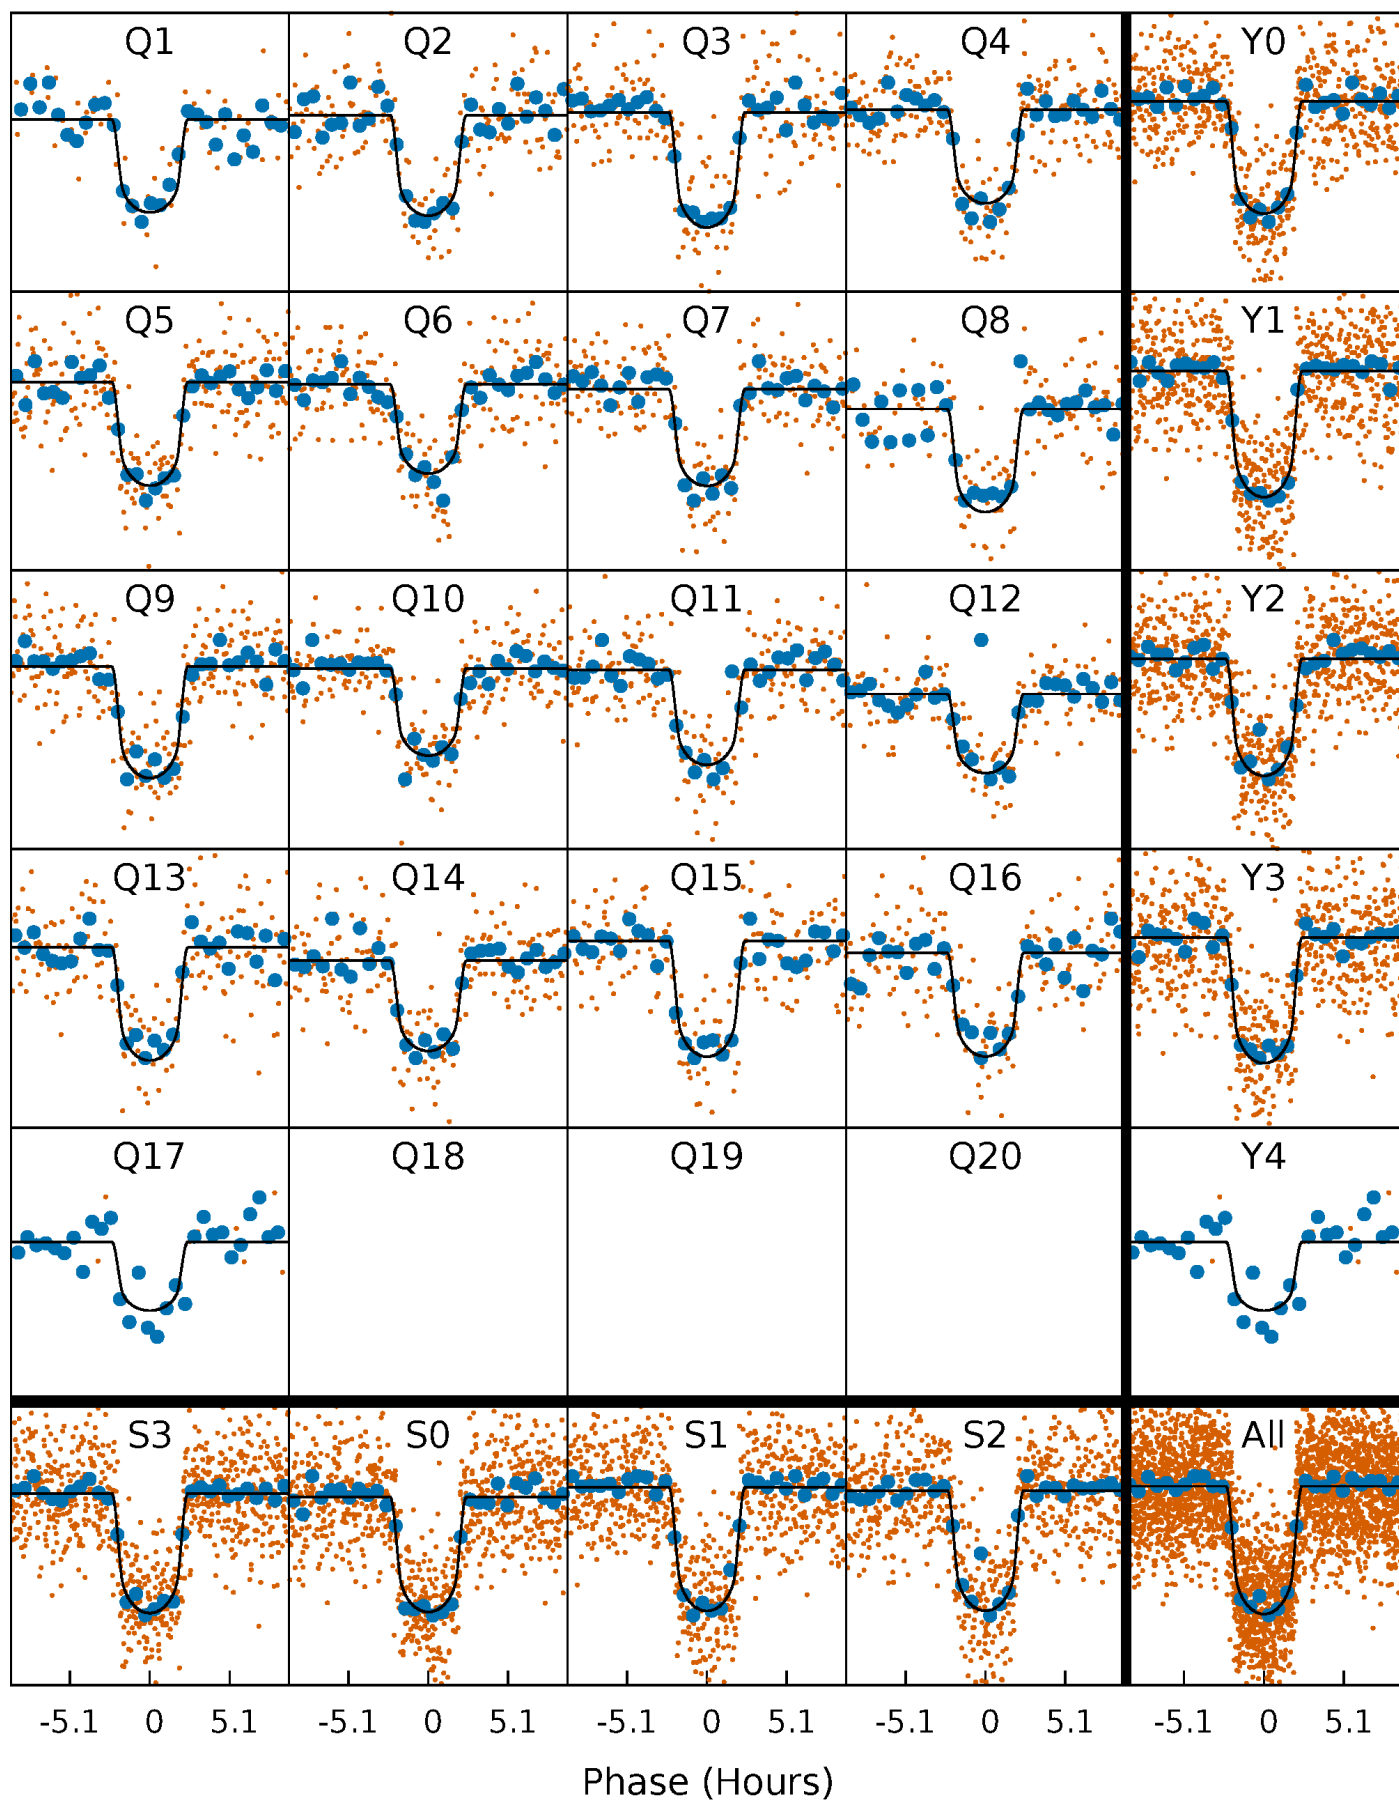 Q1 Q2 Q3 Q4 Y0
Q5 Q6 Q7 Q8 Y1
Q9 Q10 Q11 Q12 Y2
Q13 Q14 Q15 Q16 Y3
Q17 Q18 Q19 Q20 Y4
S3 S0 S1 S2 All
-5.1 0 5.1 -5.1 0 5.1 -5.1 0 5.1 -5.1 0 5.1 -5.1 0 5.1
Phase (Hours)